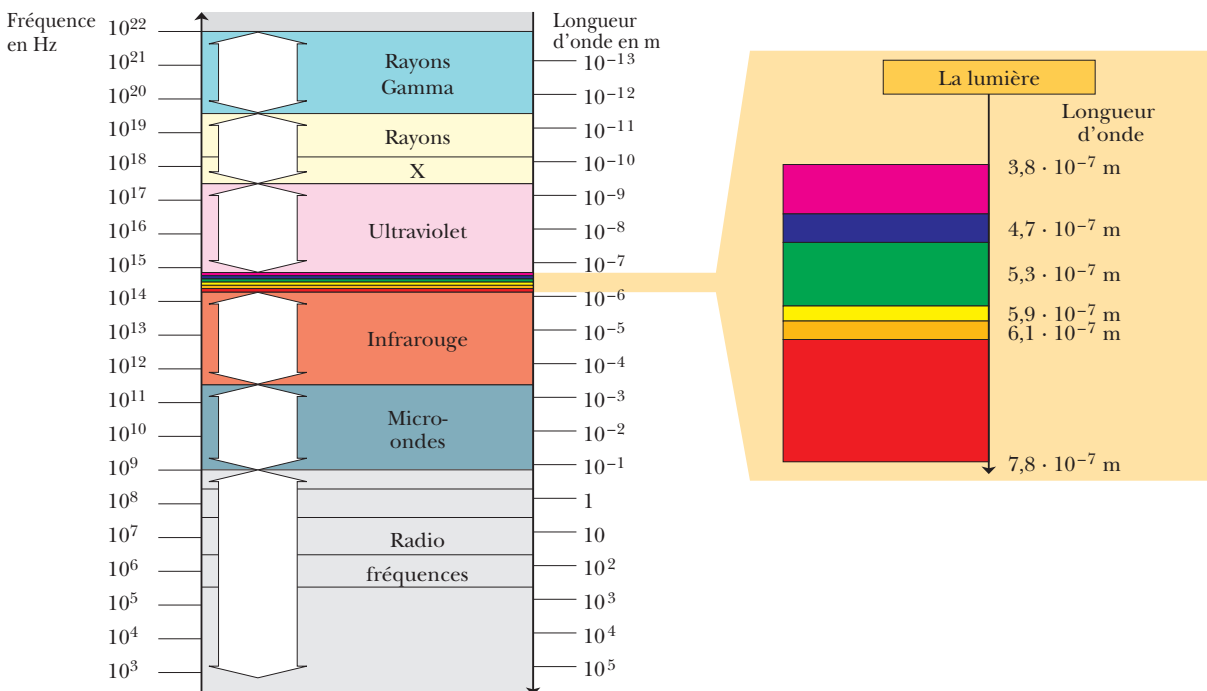 Fréquence
en Hz
10²²
10²¹
10²⁰
10¹⁹
10¹⁸
10¹⁷
10¹⁶
10¹⁵
10¹⁴
10¹³
10¹²
10¹¹
10¹⁰
10⁹
10⁸
10⁷
10⁶
10⁵
10⁴
10³
Rayons
Gamma
Rayons
X
Ultraviolet
Infrarouge
Micro-
ondes
Radio
fréquences
Longueur
d'onde en m
10⁻¹³
10⁻¹²
10⁻¹¹
10⁻¹⁰
10⁻⁹
10⁻⁸
10⁻⁷
10⁻⁶
10⁻⁵
10⁻⁴
10⁻³
10⁻²
10⁻¹
1
10
10²
10³
10⁴
10⁵
La lumière
Longueur
d'onde
3,8 · 10⁻⁷ m
4,7 · 10⁻⁷ m
5,3 · 10⁻⁷ m
5,9 · 10⁻⁷ m
6,1 · 10⁻⁷ m
7,8 · 10⁻⁷ m